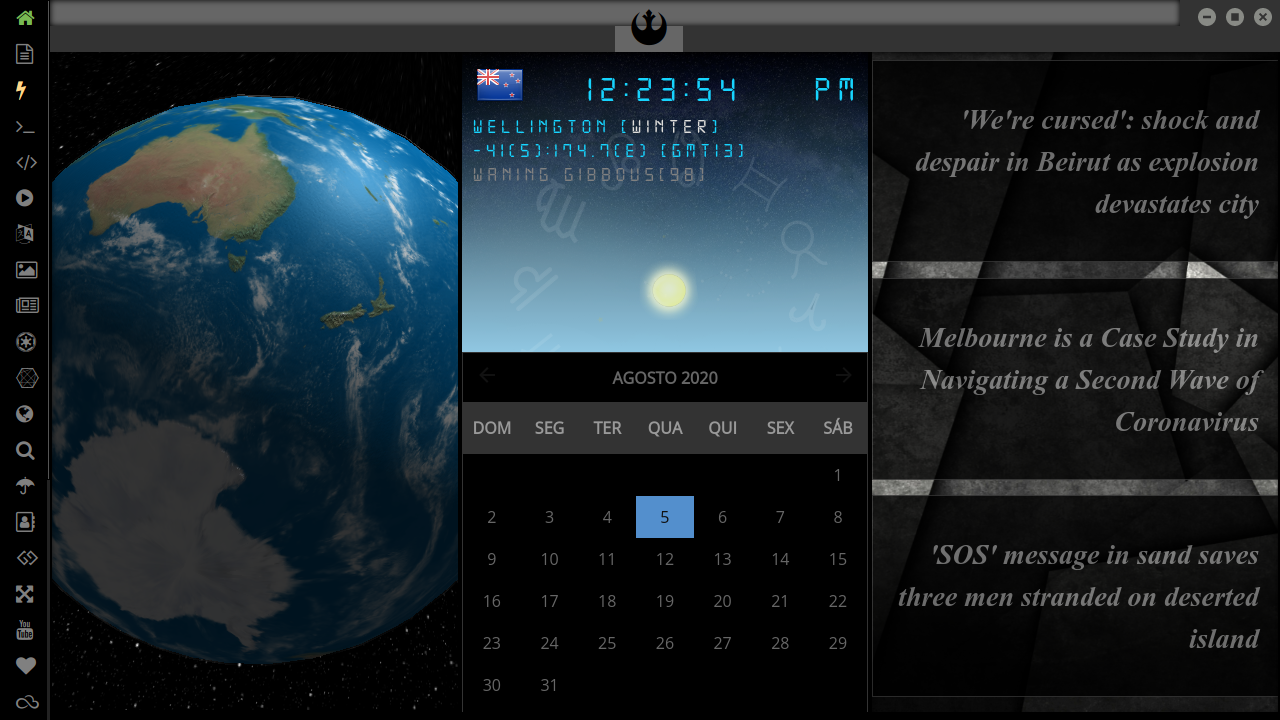 12:23:54 PM
WELLINGTON [WINTER]
-41(S):174.7(E) [GMT13]
WANING GIBBOUS[98]
AGOSTO 2020
DOM SEG TER QUA QUI SEX SÁB
1
2 3 4 5 6 7 8
9 10 11 12 13 14 15
16 17 18 19 20 21 22
23 24 25 26 27 28 29
30 31
'We're cursed': shock and
despair in Beirut as explosion
devastates city
Melbourne is a Case Study in
Navigating a Second Wave of
Coronavirus
'SOS' message in sand saves
three men stranded on deserted
island
You
Tube